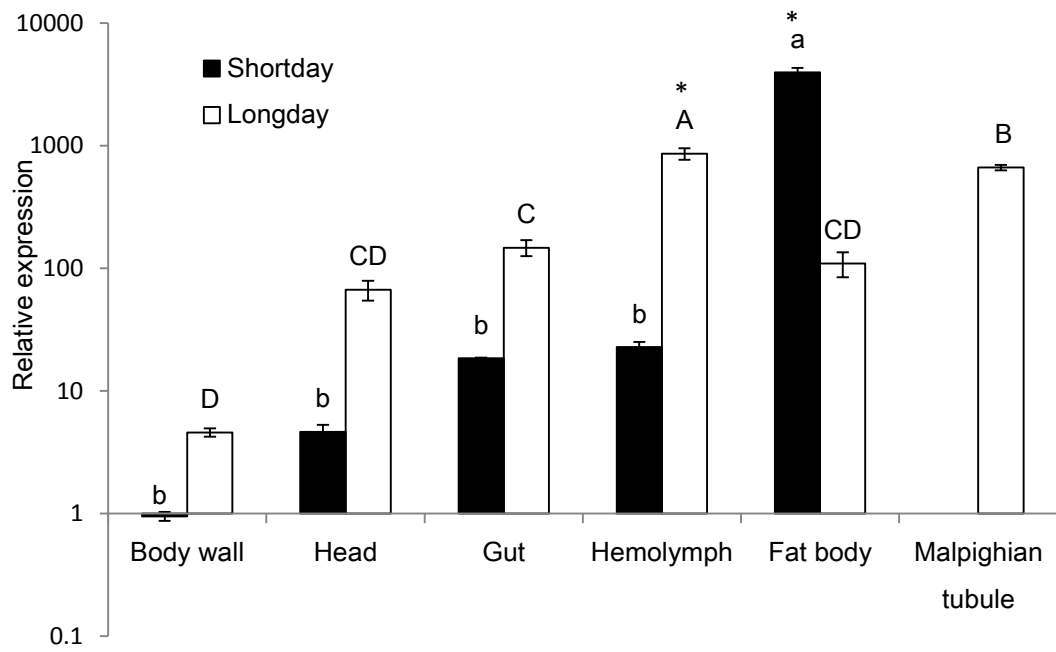 10000
1000
100
10
1
0.1
Relative expression
Shortday
Longday
b
D
b
CD
b
C
b
*
A
*
a
CD
B
Body wall
Head
Gut
Hemolymph
Fat body
Malpighian
tubule